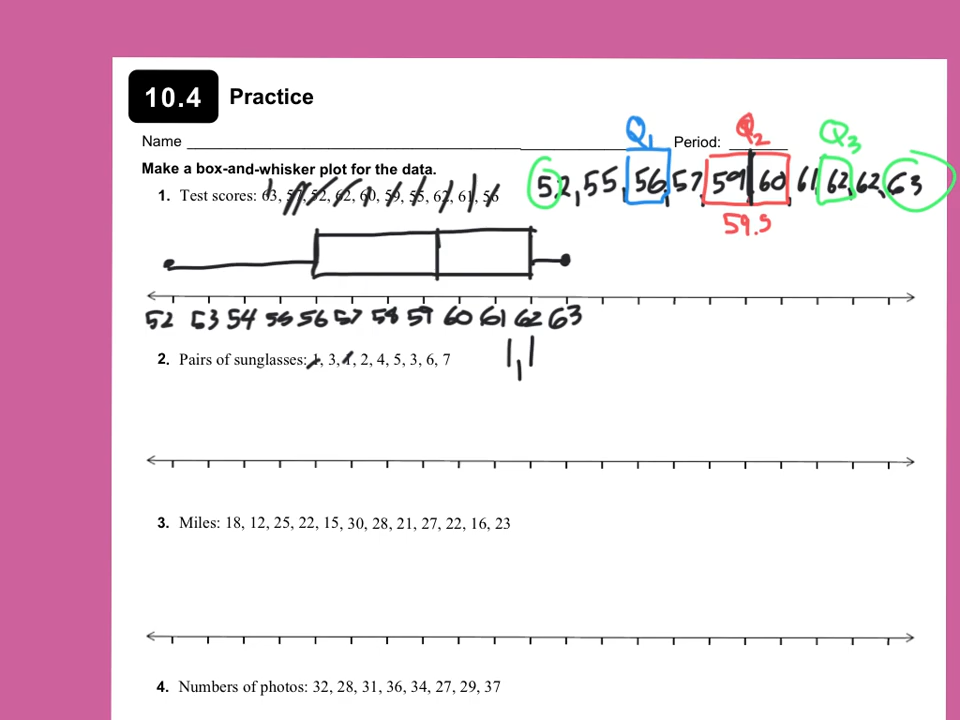 10.4 Practice
Name Period:
Q1 Q2 Q3
Make a box-and-whisker plot for the data.
52, 55, 56, 57, 59, 60, 61, 62, 62, 63
1. Test scores: 63, 57, 52, 62, 60, 59, 55, 62, 61, 56
59.5
52 53 54 55 56 57 58 59 60 61 62 63
2. Pairs of sunglasses: 1, 3, 1, 2, 4, 5, 3, 6, 7
1, 1
3. Miles: 18, 12, 25, 22, 15, 30, 28, 21, 27, 22, 16, 23
4. Numbers of photos: 32, 28, 31, 36, 34, 27, 29, 37